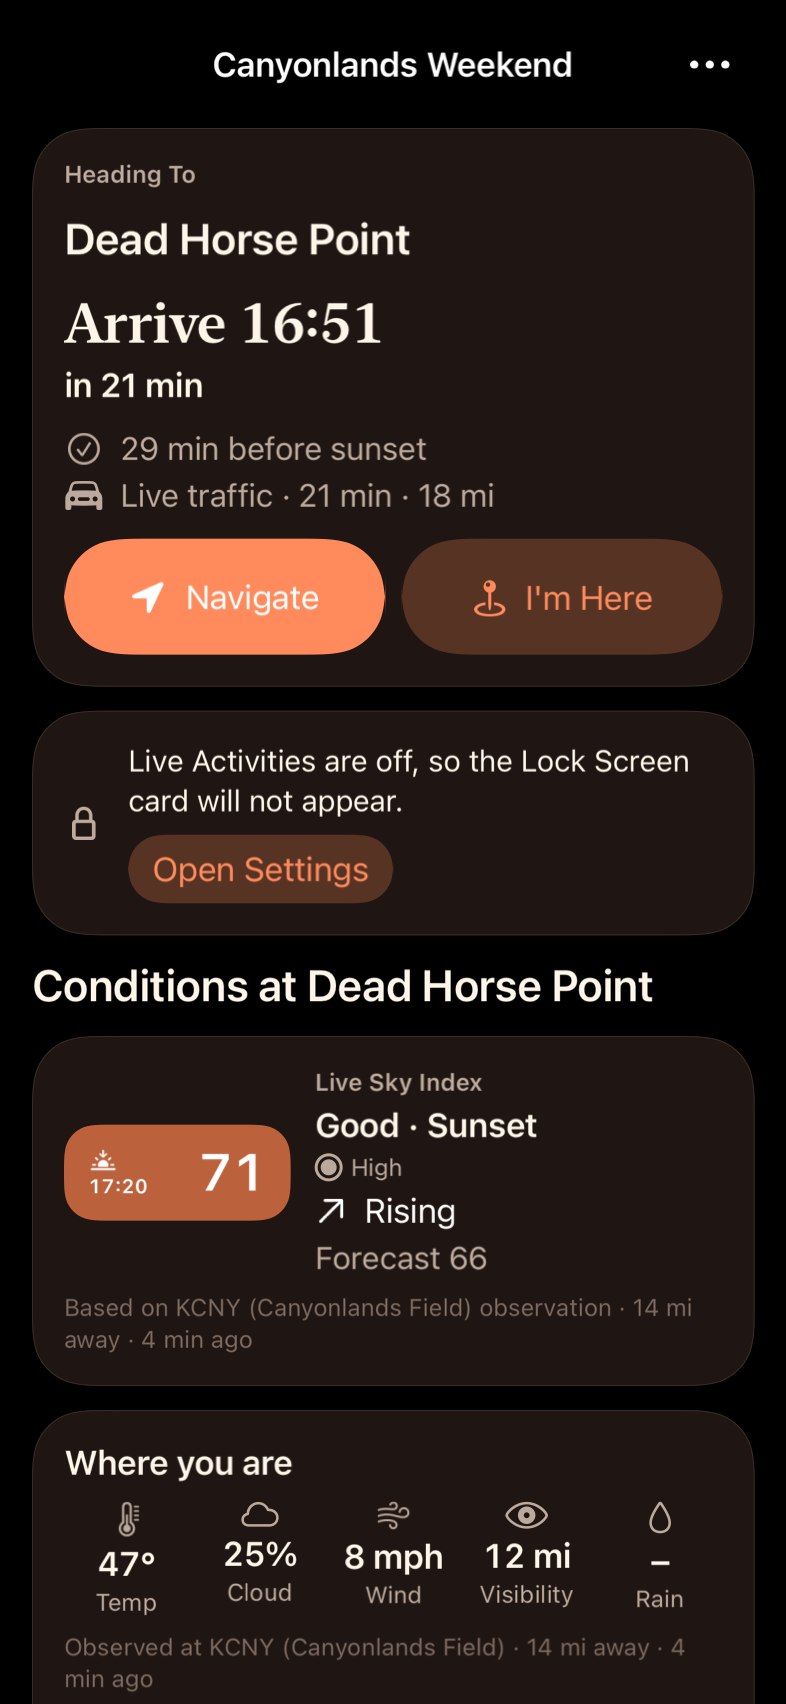 Canyonlands Weekend
Heading To
Dead Horse Point
Arrive 16:51
in 21 min
29 min before sunset
Live traffic · 21 min · 18 mi
Navigate
I'm Here
Live Activities are off, so the Lock Screen
card will not appear.
Open Settings
Conditions at Dead Horse Point
17:20
71
Live Sky Index
Good · Sunset
High
Rising
Forecast 66
Based on KCNY (Canyonlands Field) observation · 14 mi
away · 4 min ago
Where you are
47° 25% 8 mph 12 mi –
Temp Cloud Wind Visibility Rain
Observed at KCNY (Canyonlands Field) · 14 mi away · 4
min ago